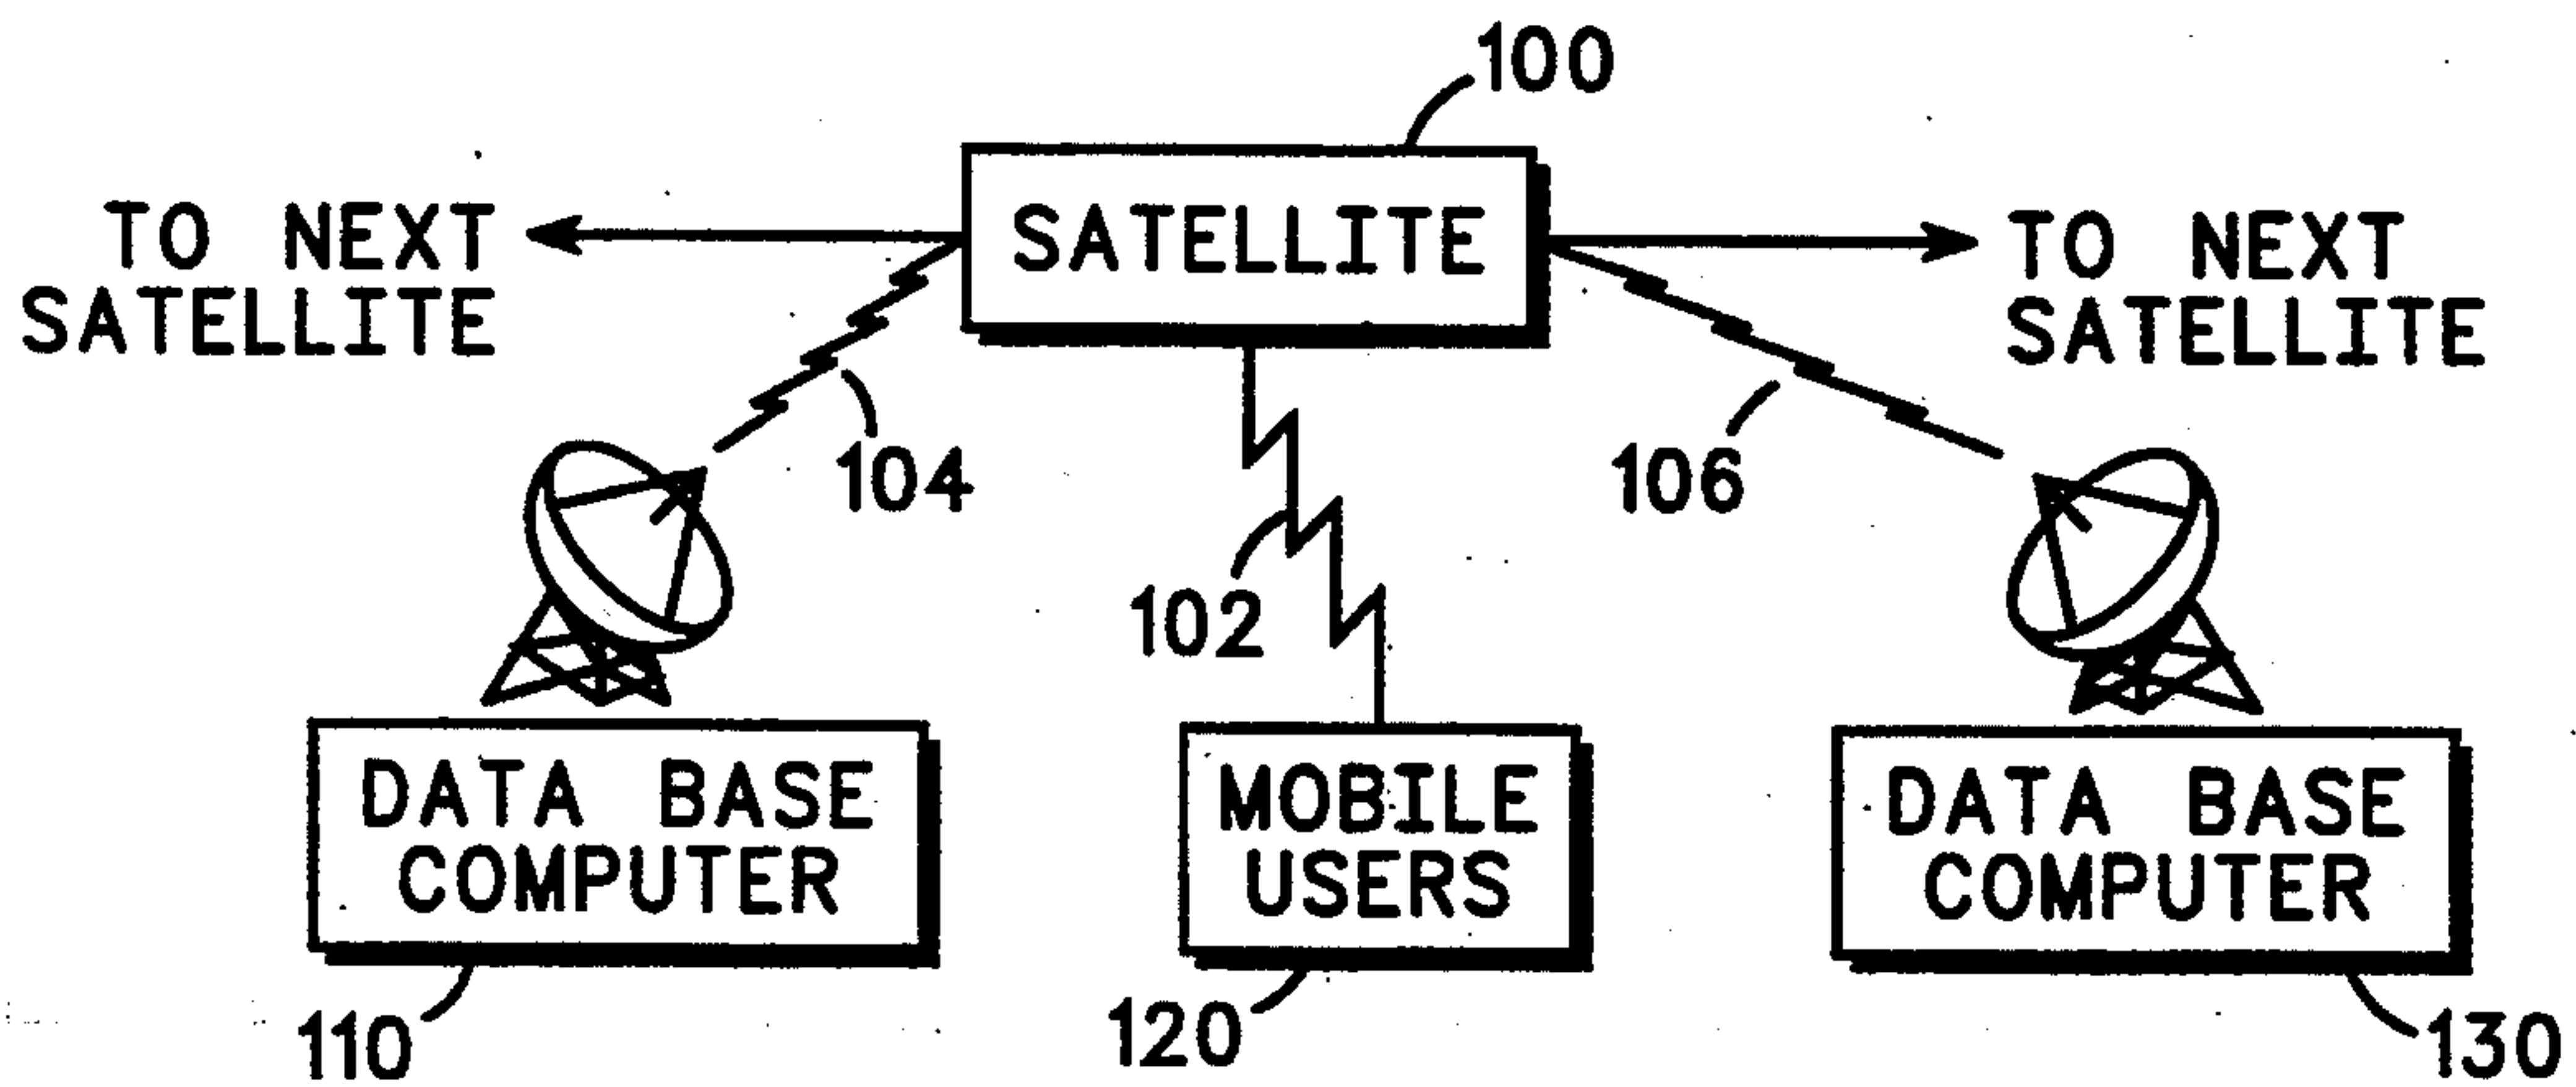 100
TO NEXT
SATELLITE
SATELLITE
TO NEXT
SATELLITE
104
106
102
DATA BASE
COMPUTER
MOBILE
USERS
DATA BASE
COMPUTER
110
120
130